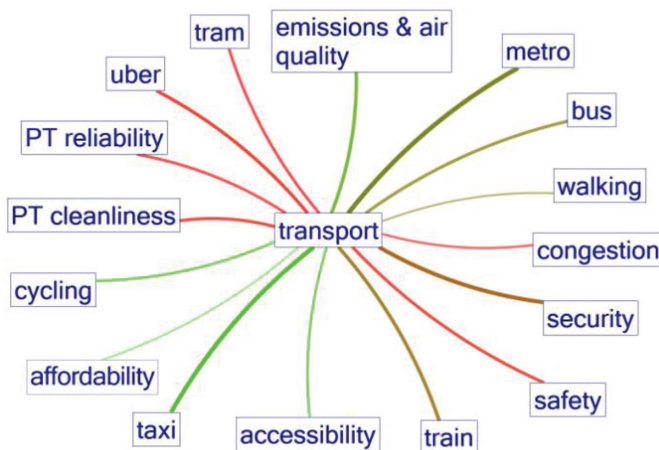 tram
emissions & air
quality
metro
uber
bus
PT reliability
walking
PT cleanliness
transport
congestion
cycling
security
affordability
safety
taxi
accessibility
train